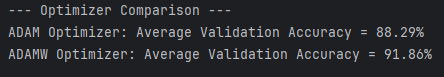 --- Optimizer Comparison ---
ADAM Optimizer: Average Validation Accuracy = 88.29%
ADAMW Optimizer: Average Validation Accuracy = 91.86%